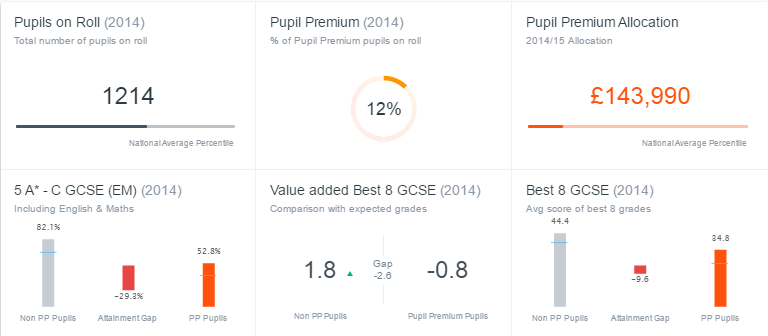 Pupils on Roll (2014)
Total number of pupils on roll
1214
National Average Percentile
Pupil Premium (2014)
% of Pupil Premium pupils on roll
12%
Pupil Premium Allocation
2014/15 Allocation
£143,990
National Average Percentile
5 A* - C GCSE (EM) (2014)
Including English & Maths
82.1%
52.8%
−29.3%
Non PP Pupils
Attainment Gap
PP Pupils
Value added Best 8 GCSE (2014)
Comparison with expected grades
1.8
Gap
-2.6
-0.8
Non PP Pupils
Pupil Premium Pupils
Best 8 GCSE (2014)
Avg score of best 8 grades
44.4
34.8
−9.6
Non PP Pupils
Attainment Gap
PP Pupils